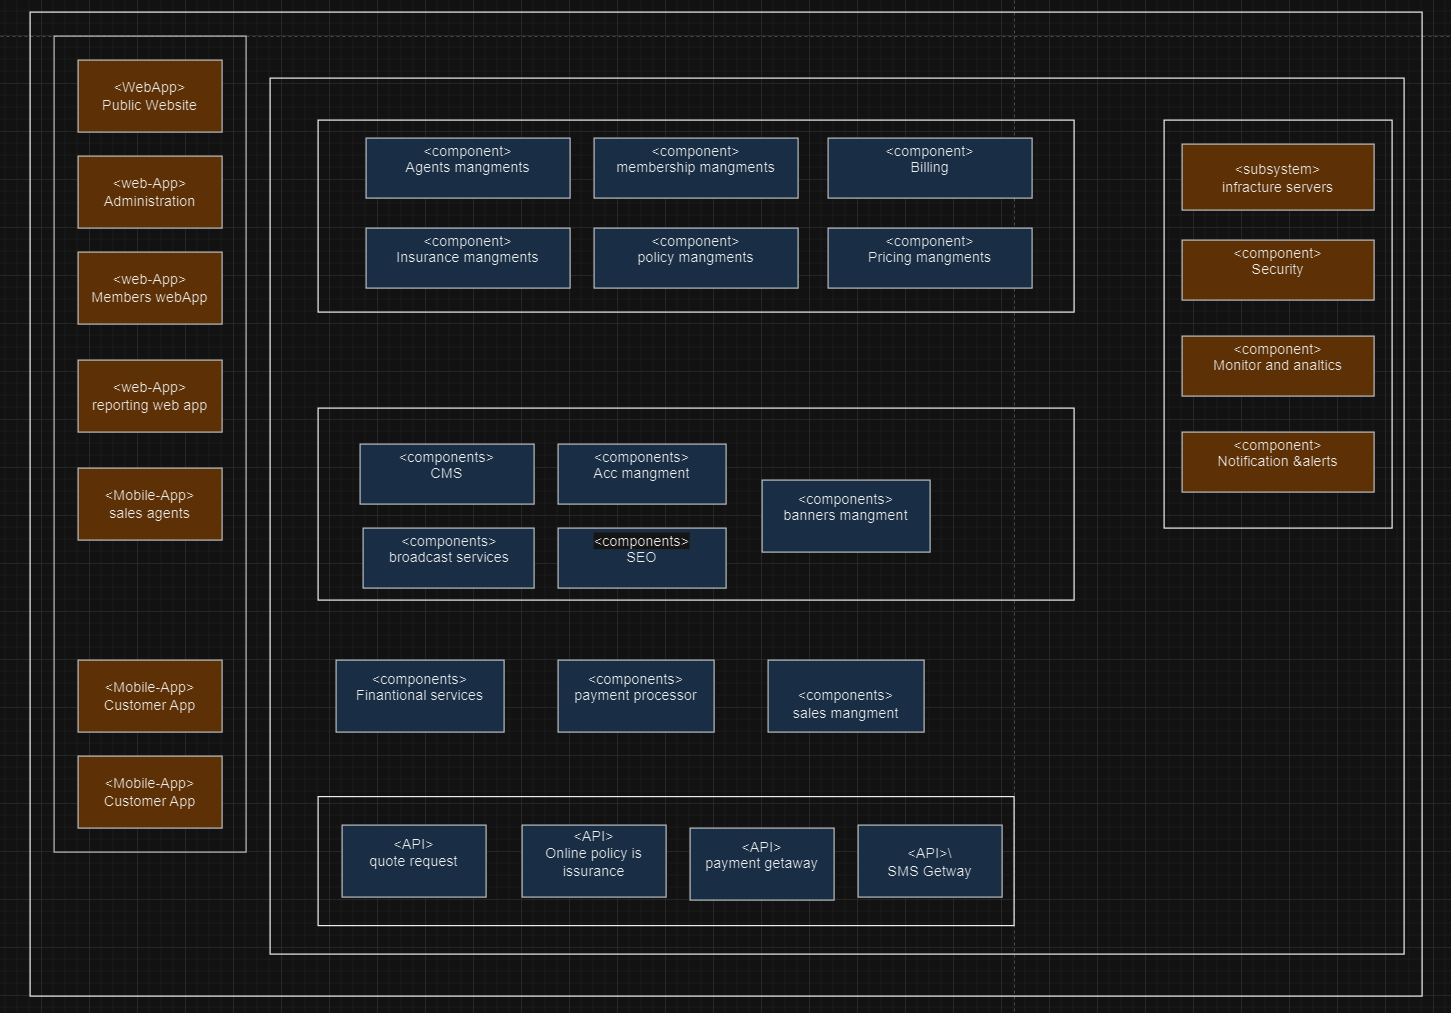 <WebApp>
Public Website
<web-App>
Administration
<web-App>
Members webApp
<web-App>
reporting web app
<Mobile-App>
sales agents
<Mobile-App>
Customer App
<Mobile-App>
Customer App
<component>
Agents mangments
<component>
membership mangments
<component>
Billing
<component>
Insurance mangments
<component>
policy mangments
<component>
Pricing mangments
<components>
CMS
<components>
Acc mangment
<components>
banners mangment
<components>
broadcast services
<components>
SEO
<components>
Finantional services
<components>
payment processor
<components>
sales mangment
<API>
quote request
<API>
Online policy is
issurance
<API>
payment getaway
<API>\
SMS Getway
<subsystem>
infracture servers
<component>
Security
<component>
Monitor and analtics
<component>
Notification &alerts